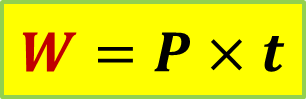 W = P × t